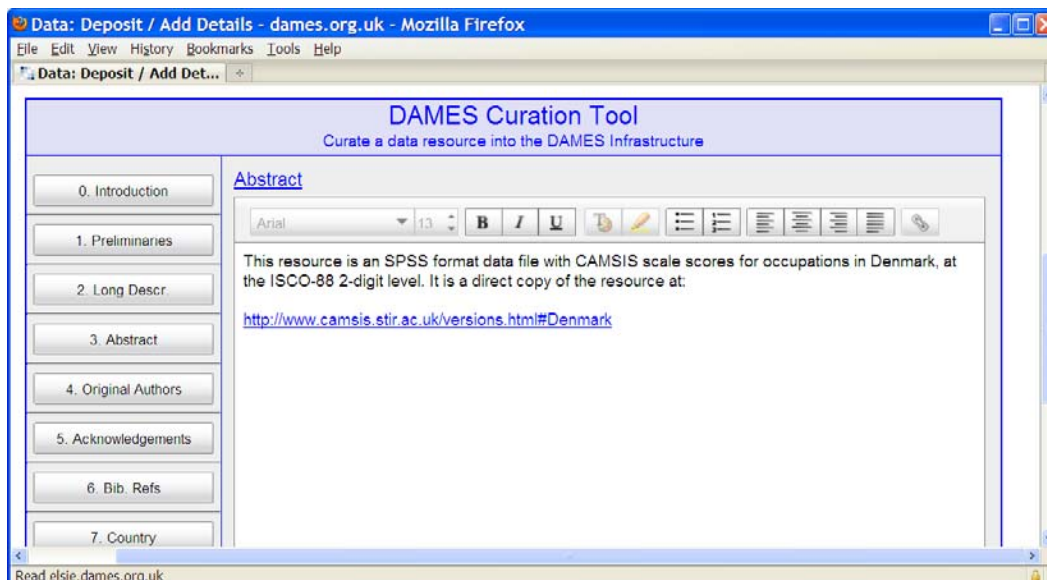 Data: Deposit / Add Details - dames.org.uk - Mozilla Firefox
File Edit View History Bookmarks Tools Help
Data: Deposit / Add Det...
DAMES Curation Tool
Curate a data resource into the DAMES Infrastructure
0. Introduction
1. Preliminaries
2. Long Descr.
3. Abstract
4. Original Authors
5. Acknowledgements
6. Bib. Refs
7. Country
Abstract
Arial 13 B I U
This resource is an SPSS format data file with CAMSIS scale scores for occupations in Denmark, at
the ISCO-88 2-digit level. It is a direct copy of the resource at:
http://www.camsis.stir.ac.uk/versions.html#Denmark
Read elsie.dames.org.uk